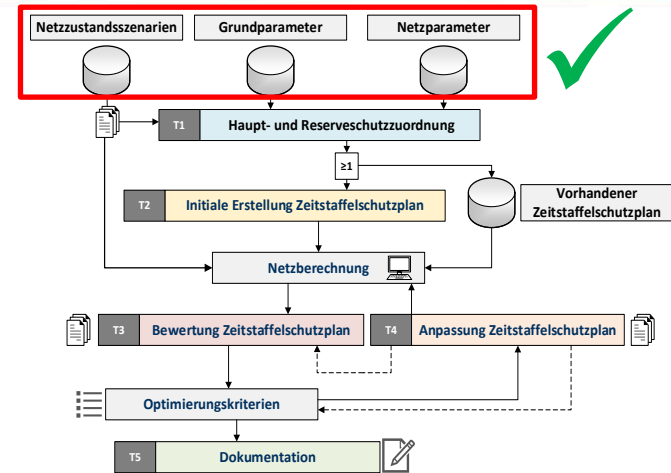 Netzzustandsszenarien
Grundparameter
Netzparameter
T1
Haupt- und Reserveschutzzuordnung
≥1
T2
Initiale Erstellung Zeitstaffelschutzplan
Vorhandener
Zeitstaffelschutzplan
Netzberechnung
T3
Bewertung Zeitstaffelschutzplan
T4
Anpassung Zeitstaffelschutzplan
Optimierungskriterien
T5
Dokumentation